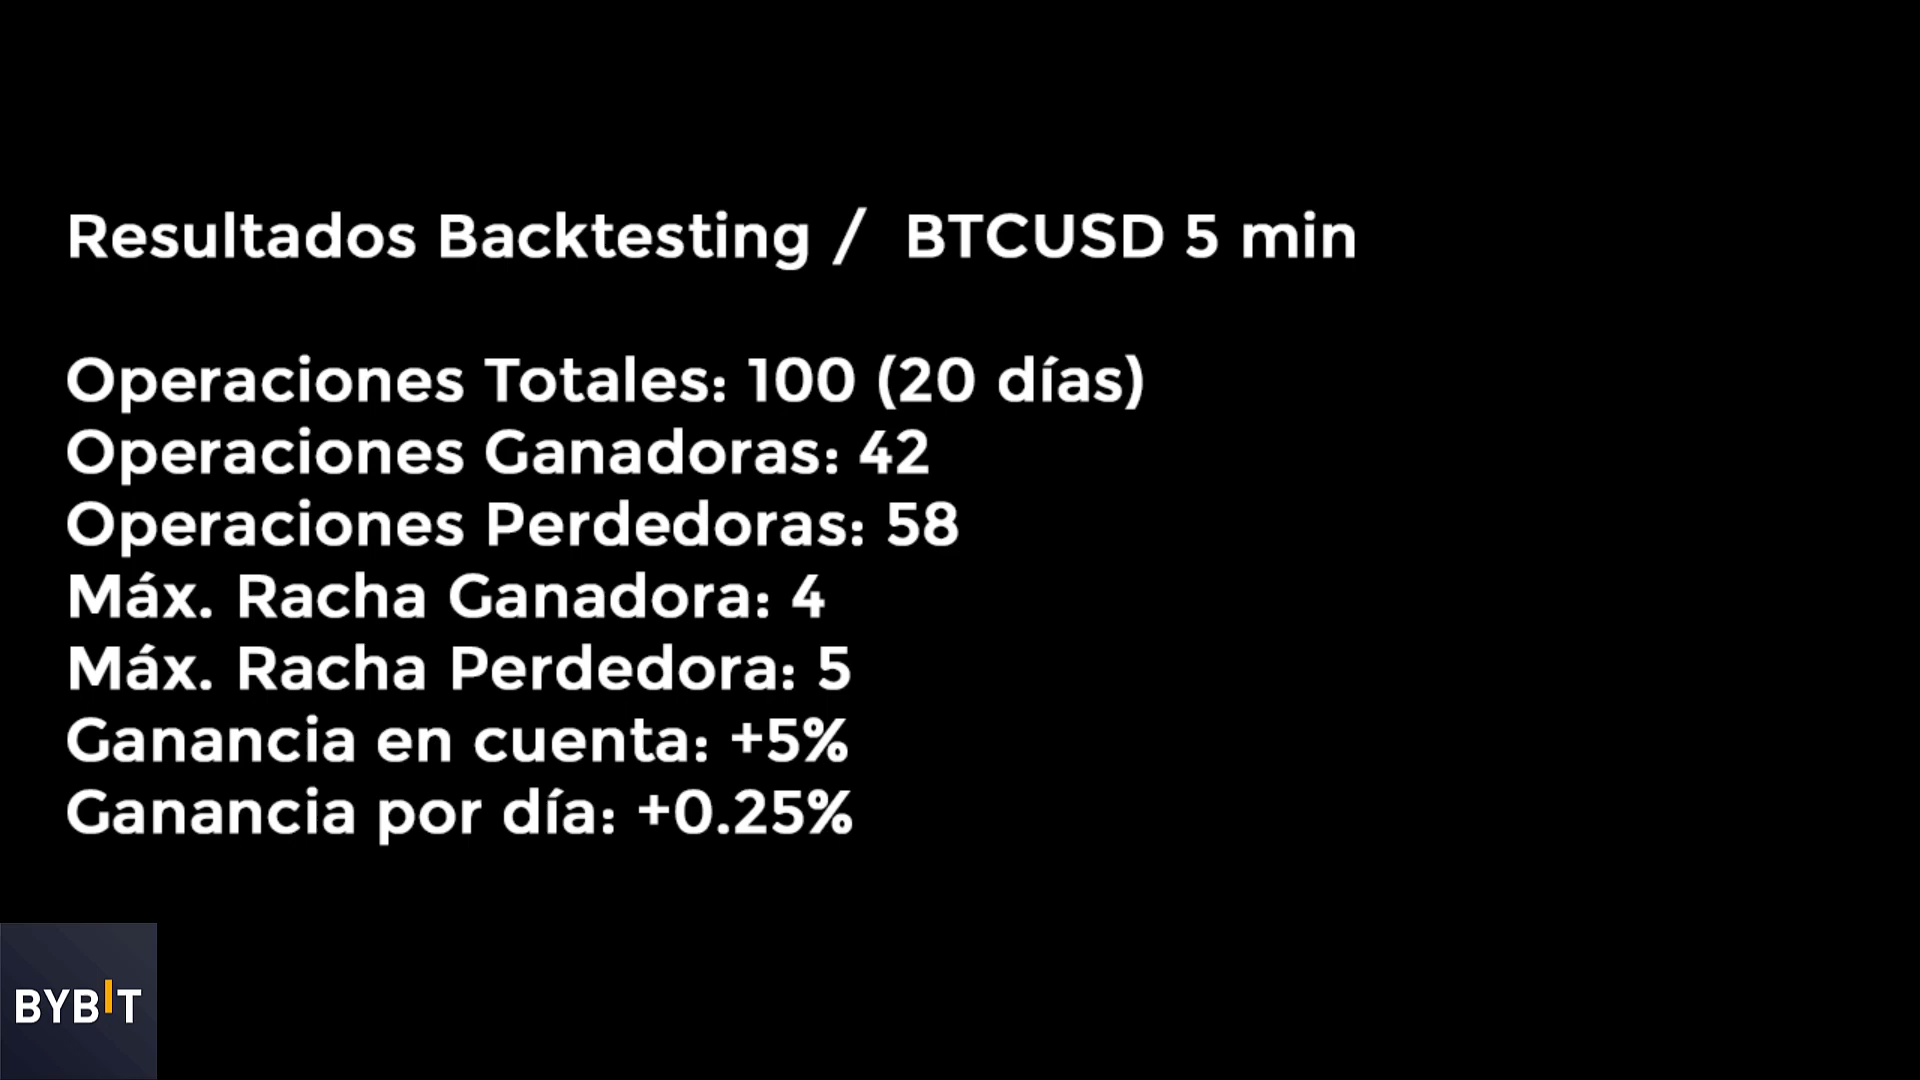 Resultados Backtesting / BTCUSD 5 min
Operaciones Totales: 100 (20 días)
Operaciones Ganadoras: 42
Operaciones Perdedoras: 58
Máx. Racha Ganadora: 4
Máx. Racha Perdedora: 5
Ganancia en cuenta: +5%
Ganancia por día: +0.25%
BYBIT